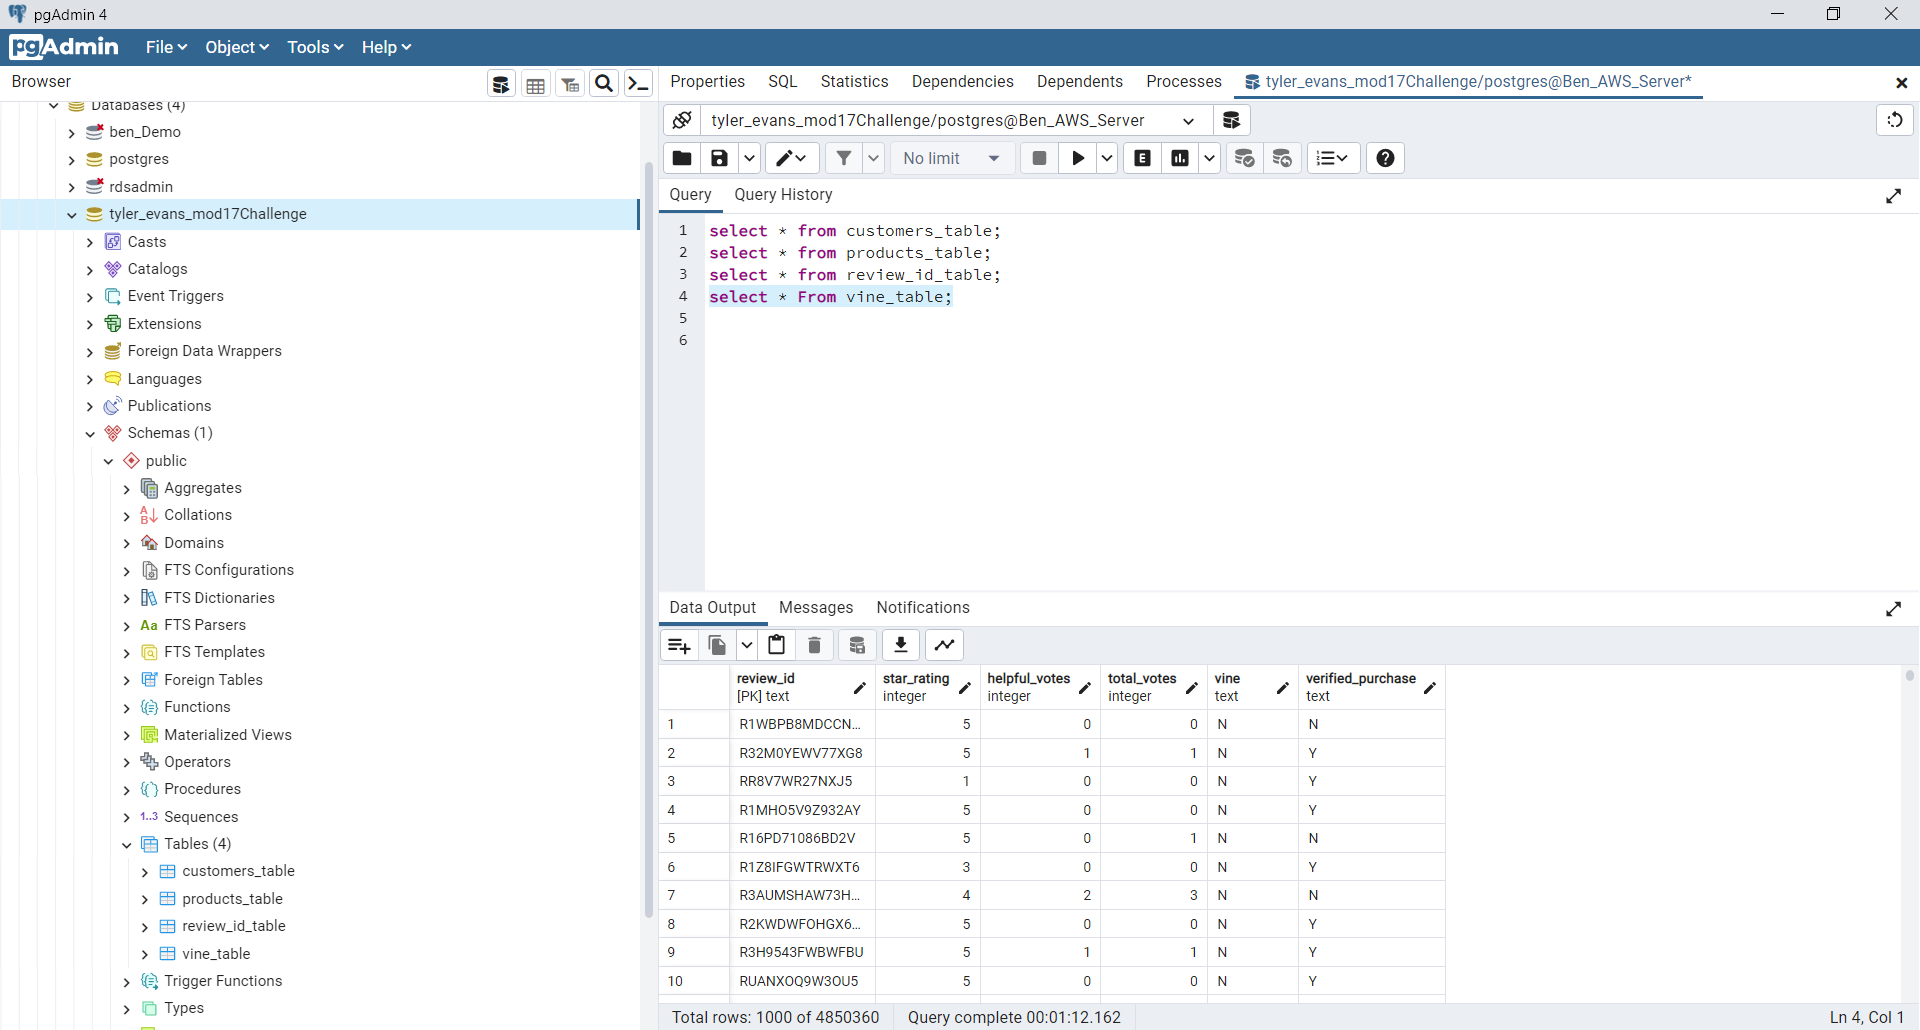 pgAdmin 4
pgAdmin File Object Tools Help
Browser
Databases (4)
ben_Demo
postgres
rdsadmin
tyler_evans_mod17Challenge
Casts
Catalogs
Event Triggers
Extensions
Foreign Data Wrappers
Languages
Publications
Schemas (1)
public
Aggregates
Collations
Domains
FTS Configurations
FTS Dictionaries
Aa FTS Parsers
FTS Templates
Foreign Tables
Functions
Materialized Views
Operators
Procedures
1..3 Sequences
Tables (4)
customers_table
products_table
review_id_table
vine_table
Trigger Functions
Types
Properties SQL Statistics Dependencies Dependents Processes tyler_evans_mod17Challenge/postgres@Ben_AWS_Server*
tyler_evans_mod17Challenge/postgres@Ben_AWS_Server
No limit E
Query Query History
1 select * from customers_table;
2 select * from products_table;
3 select * from review_id_table;
4 select * From vine_table;
5
6
Data Output Messages Notifications
review_id star_rating helpful_votes total_votes vine verified_purchase
[PK] text integer integer integer text text
1 R1WBPB8MDCCN... 5 0 0 N N
2 R32M0YEWV77XG8 5 1 1 N Y
3 RR8V7WR27NXJ5 1 0 0 N Y
4 R1MHO5V9Z932AY 5 0 0 N Y
5 R16PD71086BD2V 5 0 1 N N
6 R1Z8IFGWTRWXT6 3 0 0 N Y
7 R3AUMSHAW73H... 4 2 3 N N
8 R2KWDWFOHGX6... 5 0 0 N Y
9 R3H9543FWBWFBU 5 1 1 N Y
10 RUANXOQ9W3OU5 5 0 0 N Y
Total rows: 1000 of 4850360 Query complete 00:01:12.162 Ln 4, Col 1